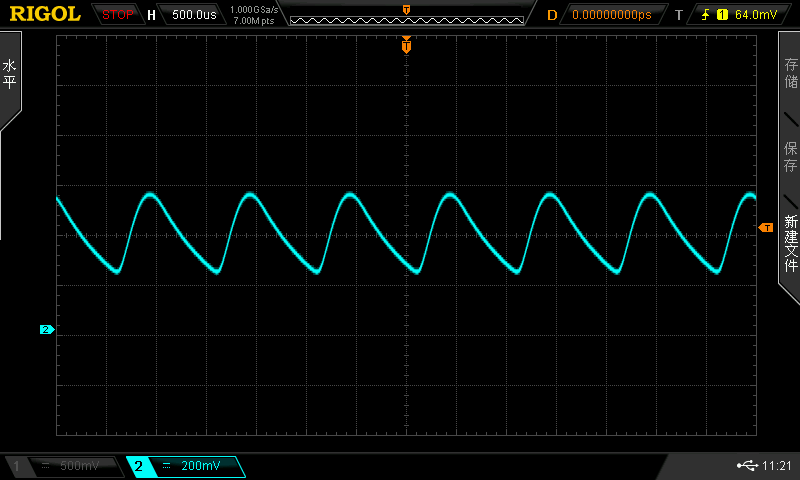 RIGOL STOP H 500.0us 1.000GSa/s 7.00M pts T D 0.00000000ps T 1 64.0mV
T
水平
存储
保存
新建文件
T
2
1 500mV 2 200mV 11:21